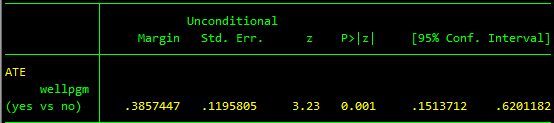 Unconditional
Margin Std. Err. z P>|z| [95% Conf. Interval]
ATE
wellpgm
(yes vs no) .3857447 .1195805 3.23 0.001 .1513712 .6201182